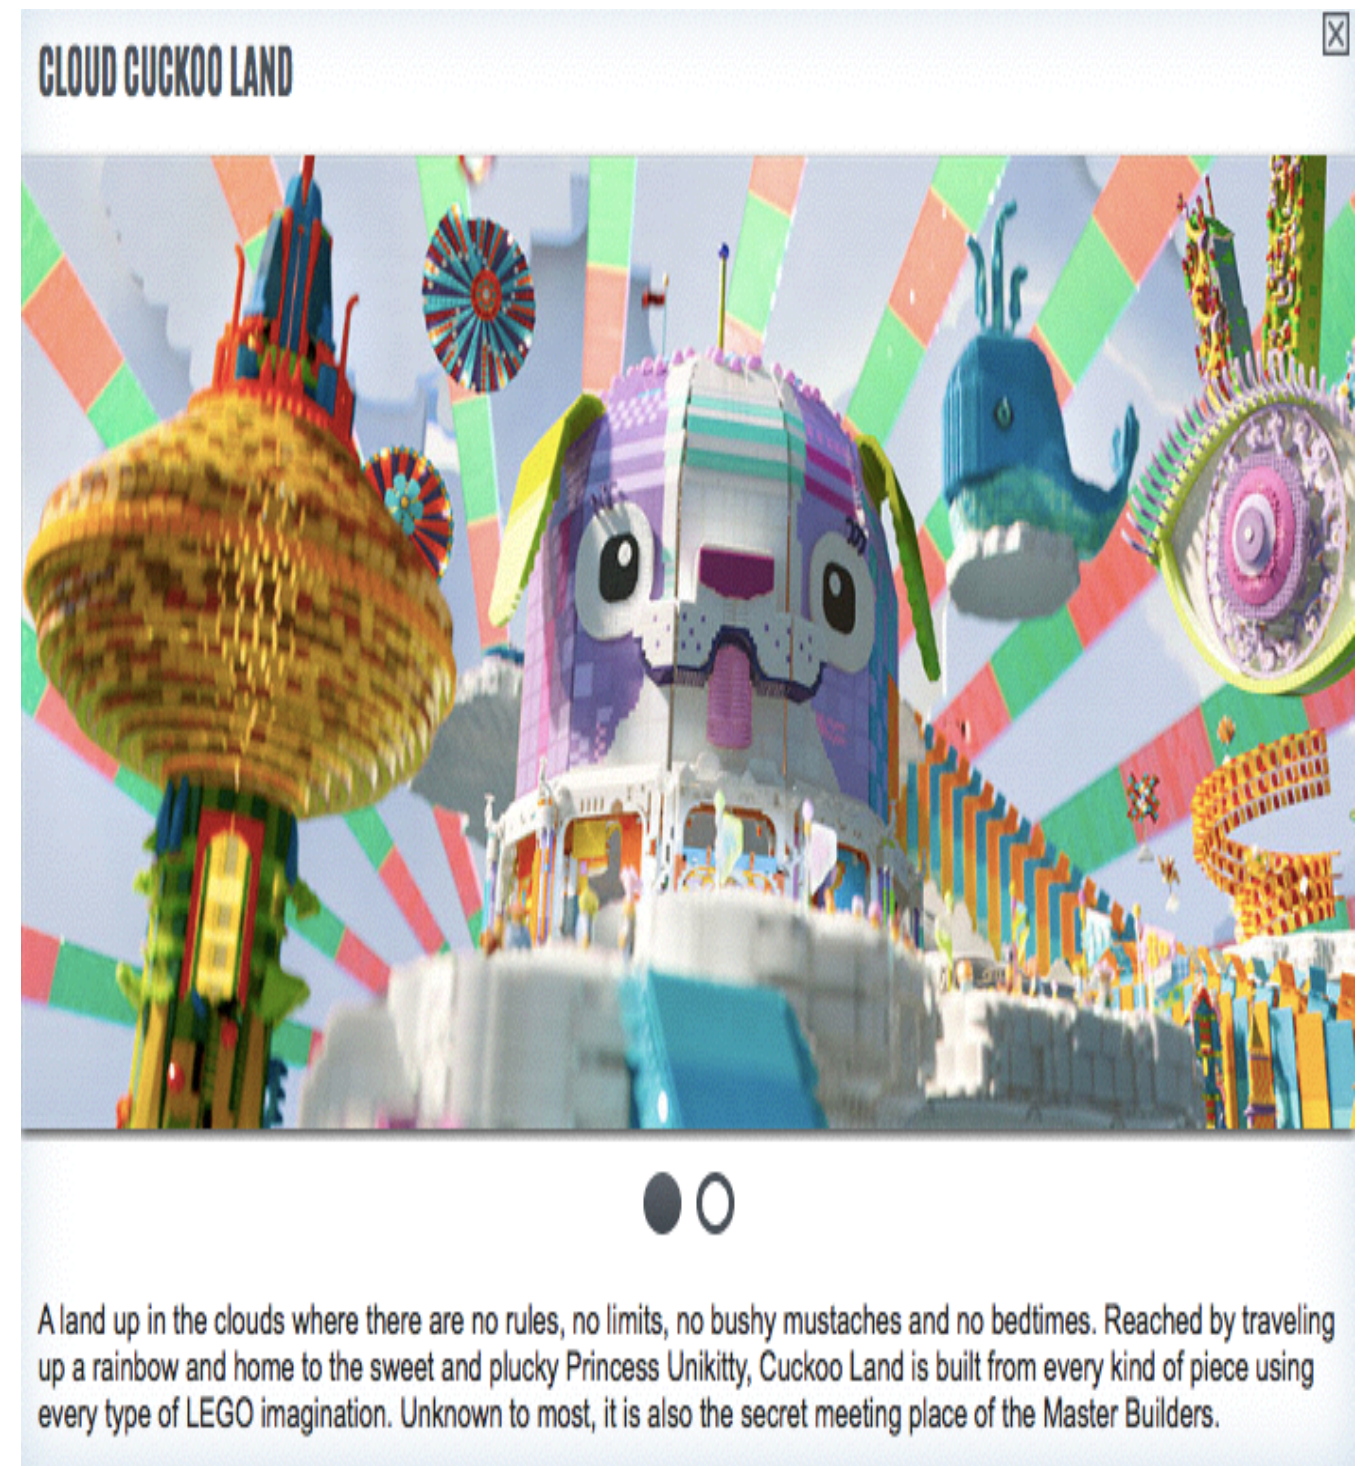 CLOUD CUCKOO LAND
A land up in the clouds where there are no rules, no limits, no bushy mustaches and no bedtimes. Reached by traveling
up a rainbow and home to the sweet and plucky Princess Unikitty, Cuckoo Land is built from every kind of piece using
every type of LEGO imagination. Unknown to most, it is also the secret meeting place of the Master Builders.